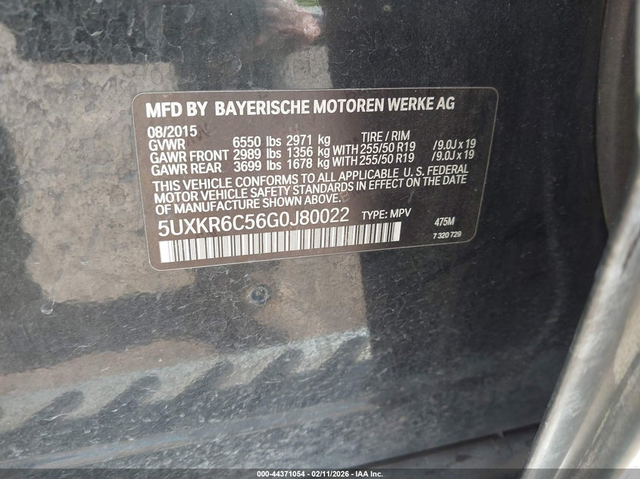 MFD BY BAYERISCHE MOTOREN WERKE AG
08/2015 TIRE / RIM
GVWR 6550 lbs 2971 kg
GAWR FRONT 2989 lbs 1356 kg WITH 255/50 R19 / 9.0J x 19
GAWR REAR 3699 lbs 1678 kg WITH 255/50 R19 / 9.0J x 19
THIS VEHICLE CONFORMS TO ALL APPLICABLE U. S. FEDERAL
MOTOR VEHICLE SAFETY STANDARDS IN EFFECT ON THE DATE OF
MANUFACTURE SHOWN ABOVE.
5UXKR6C56G0J80022 TYPE: MPV 475M
7 320 729
000-44371054 - 02/11/2026 - IAA Inc.